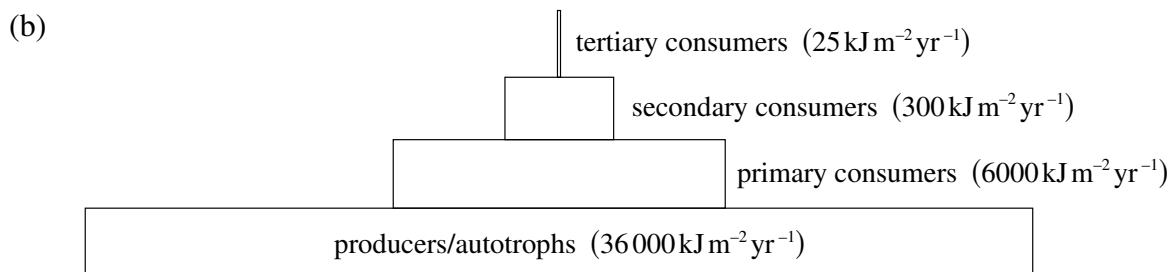 (b)
tertiary consumers (25 kJ m⁻² yr⁻¹)
secondary consumers (300 kJ m⁻² yr⁻¹)
primary consumers (6000 kJ m⁻² yr⁻¹)
producers/autotrophs (36 000 kJ m⁻² yr⁻¹)